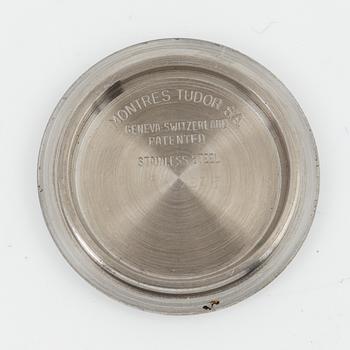 MONTRES TUDOR S.A.
GENEVA-SWITZERLAND
PATENTED
STAINLESS STEEL